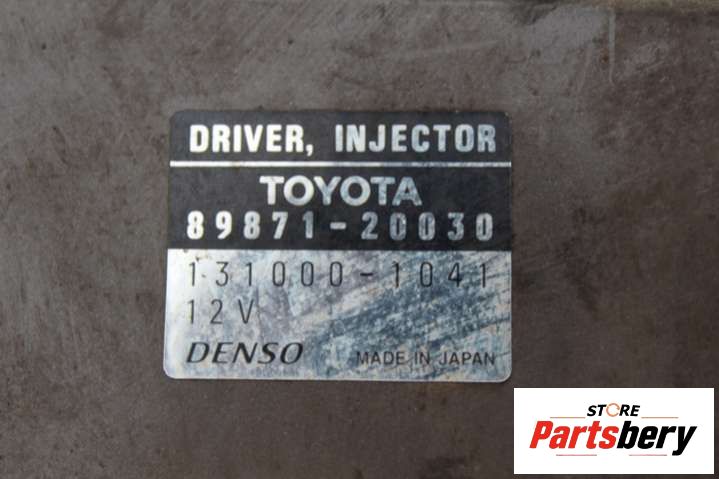 DRIVER, INJECTOR
TOYOTA
89871-20030
131000-1041
12V
DENSO MADE IN JAPAN
STORE
Partsbery